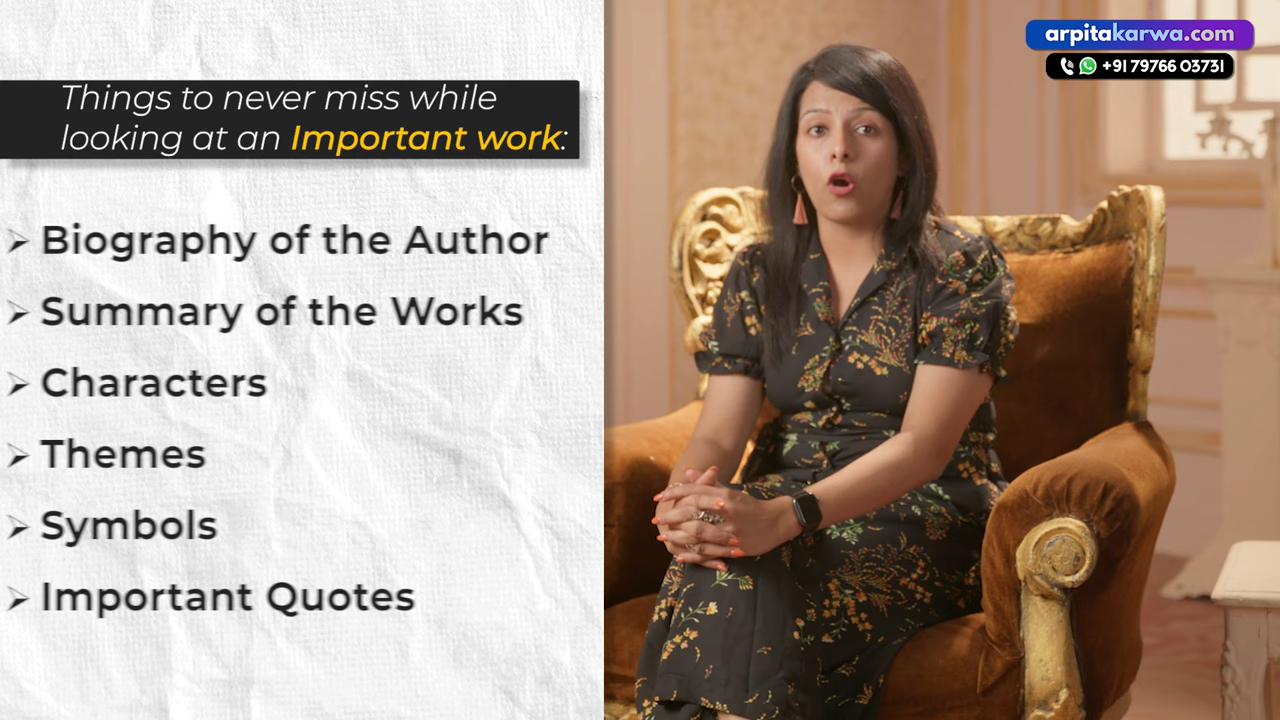 Things to never miss while
looking at an Important work:
Biography of the Author
Summary of the Works
Characters
Themes
Symbols
Important Quotes
arpitakarwa.com
+91 79766 03731